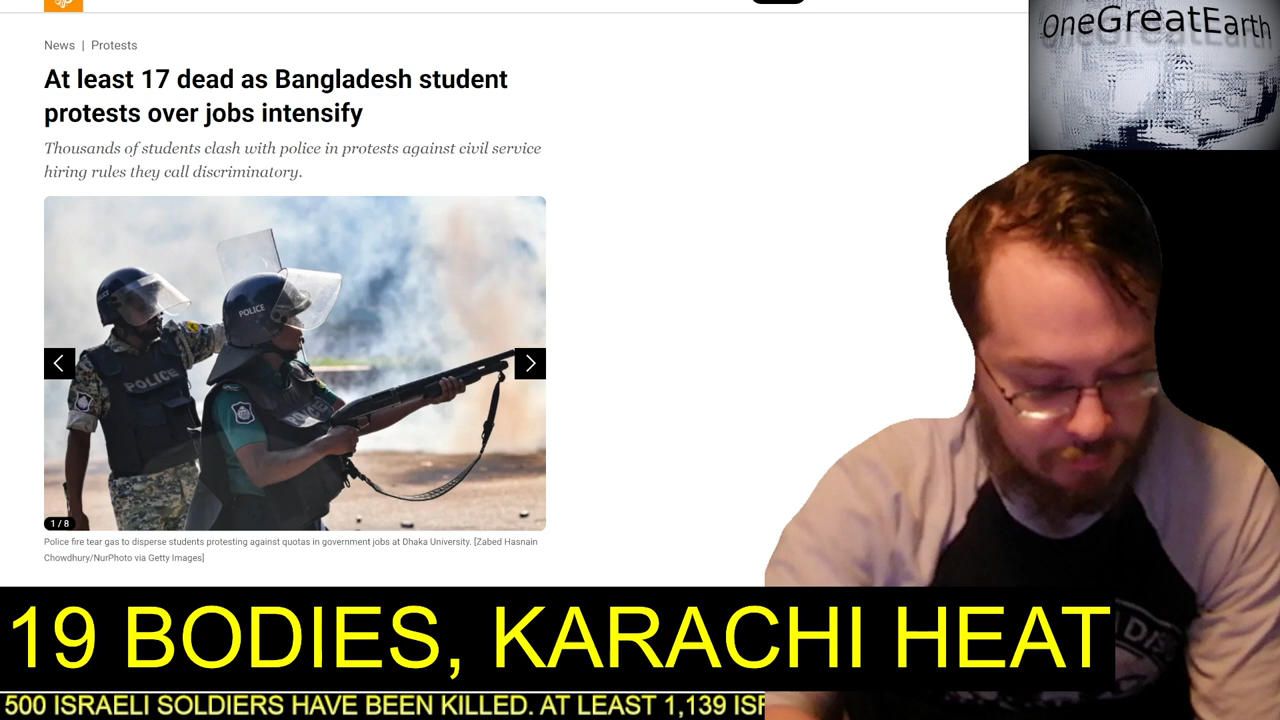 OneGreatEarth
News | Protests
At least 17 dead as Bangladesh student
protests over jobs intensify
Thousands of students clash with police in protests against civil service
hiring rules they call discriminatory.
POLICE
POLICE
1 / 8
Police fire tear gas to disperse students protesting against quotas in government jobs at Dhaka University. [Zabed Hasnain
Chowdhury/NurPhoto via Getty Images]
19 BODIES, KARACHI HEAT
500 ISRAELI SOLDIERS HAVE BEEN KILLED. AT LEAST 1,139